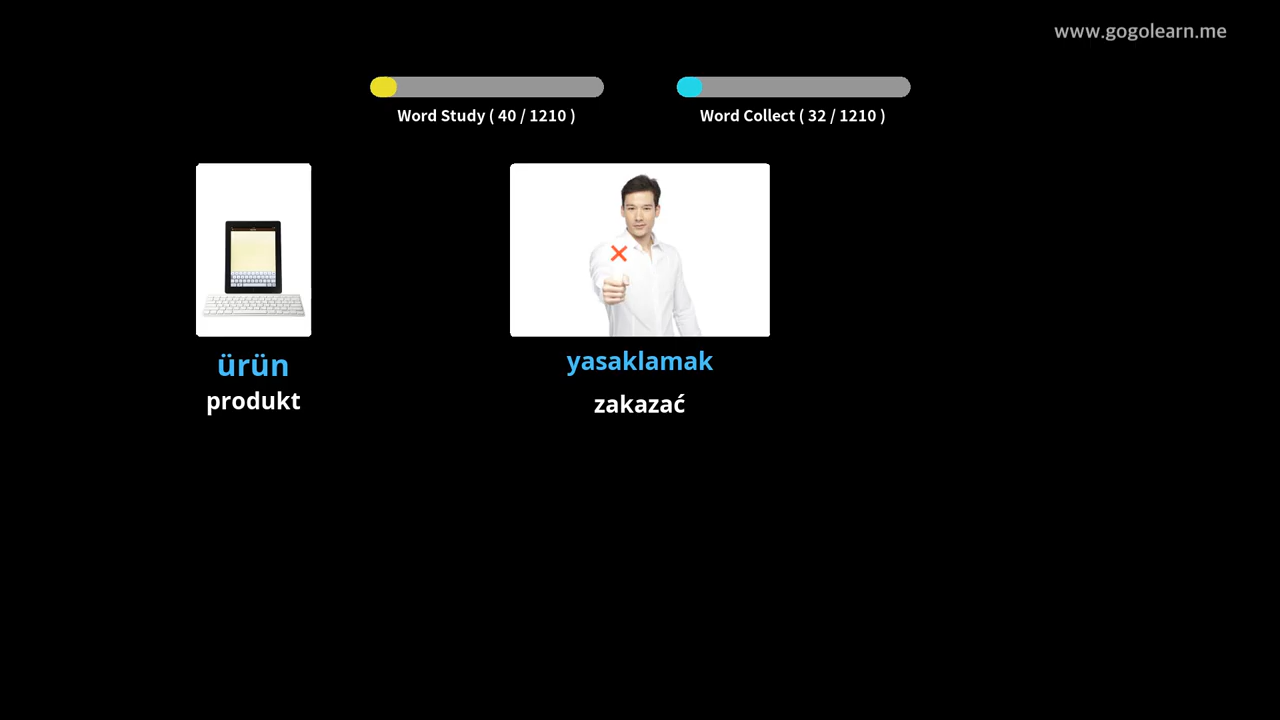 www.gogolearn.me
Word Study ( 40 / 1210 )
Word Collect ( 32 / 1210 )
ürün
produkt
yasaklamak
zakazać